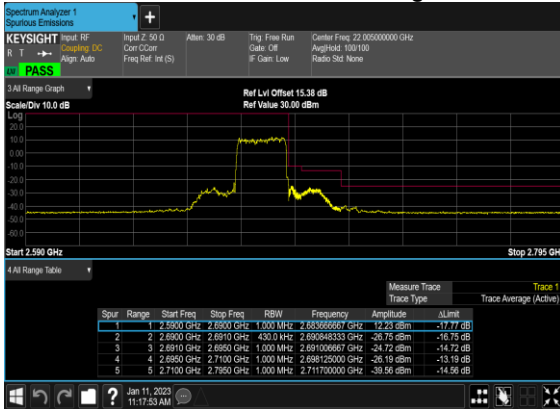 Spectrum Analyzer 1
Spurious Emissions
+
KEYSIGHT Input: RF Input Z: 50 Ω Atten: 30 dB Trig: Free Run Center Freq: 22.005000000 GHz
R T Coupling: DC Corr CCorr Gate: Off Avg|Hold: 100/100
Align: Auto Freq Ref: Int (S) IF Gain: Low Radio Std: None
PASS
3 All Range Graph
Ref Lvl Offset 15.38 dB
Scale/Div 10.0 dB Ref Value 30.00 dBm
Log
20.0
10.0
0.00
-10.0
-20.0
-30.0
-40.0
-50.0
-60.0
Start 2.590 GHz Stop 2.795 GH
4 All Range Table
Measure Trace Trace 1
Trace Type Trace Average (Active)
Spur Range Start Freq Stop Freq RBW Frequency Amplitude ΔLimit
1 1 2.5900 GHz 2.6900 GHz 1.000 MHz 2.683666667 GHz 12.23 dBm -17.77 dB
2 2 2.6900 GHz 2.6910 GHz 430.0 kHz 2.690848333 GHz -26.75 dBm -16.75 dB
3 3 2.6910 GHz 2.6950 GHz 1.000 MHz 2.691006667 GHz -24.72 dBm -14.72 dB
4 4 2.6950 GHz 2.7100 GHz 1.000 MHz 2.698125000 GHz -26.19 dBm -13.19 dB
5 5 2.7100 GHz 2.7950 GHz 1.000 MHz 2.711700000 GHz -39.56 dBm -14.56 dB
?
Jan 11, 2023
11:17:53 AM